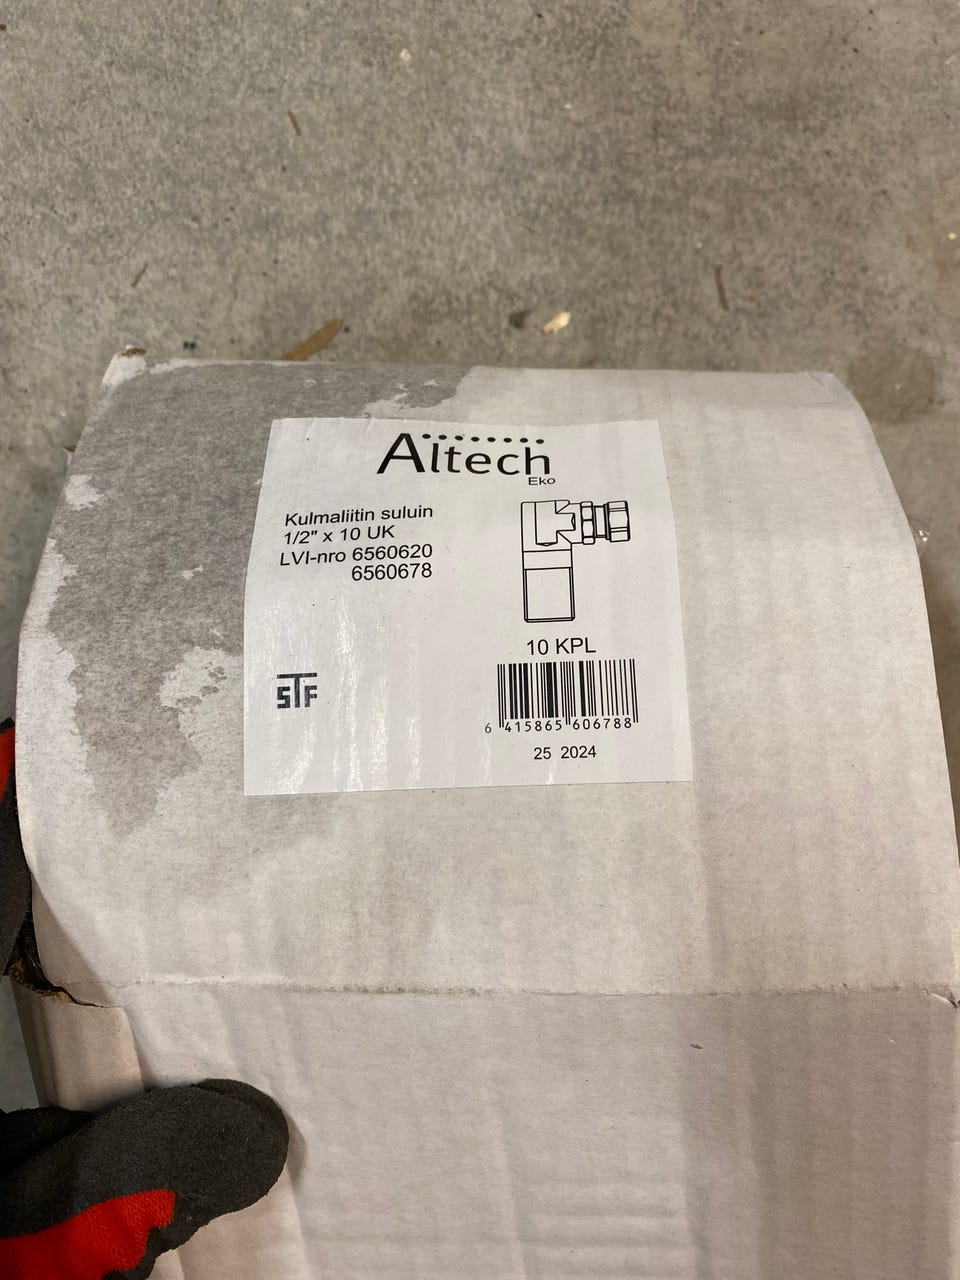 Altech
Eko
Kulmaliitin suluin
1/2" x 10 UK
LVI-nro 6560620
6560678
10 KPL
STF
6 415865 606788
25 2024